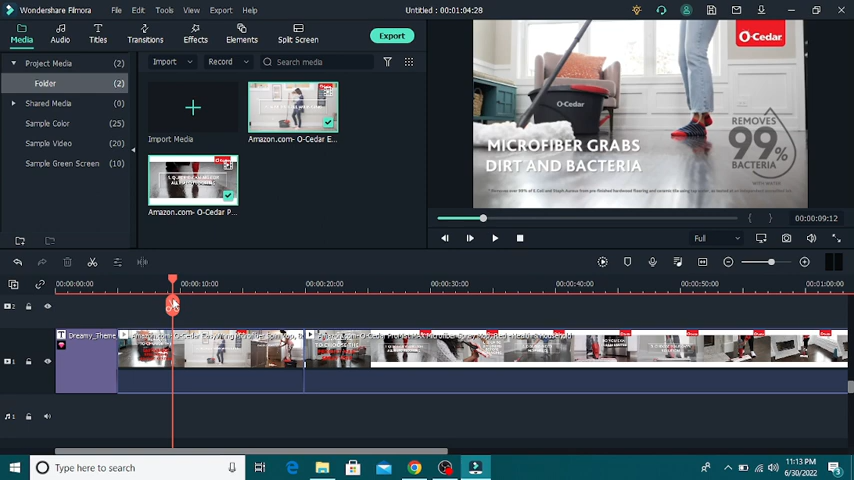 Wondershare Filmora
File Edit Tools View Export Help
Untitled : 00:01:04:28
Media Audio Titles Transitions Effects Elements Split Screen
Export
Project Media (2)
Folder (2)
Shared Media (0)
Sample Color (25)
Sample Video (20)
Sample Green Screen (10)
Import Record Search media
Import Media
Amazon.com- O-Cedar E...
Amazon.com- O-Cedar P...
O-Cedar
O-Cedar
MICROFIBER GRABS
DIRT AND BACTERIA
REMOVES
99%
BACTERIA
WITH WATER
00:00:09:12
Full
00:00:00:00 00:00:10:00 00:00:20:00 00:00:30:00 00:00:40:00 00:00:50:00 00:01:00:00
Dreamy_Theme
Type here to search
11:13 PM
6/30/2022